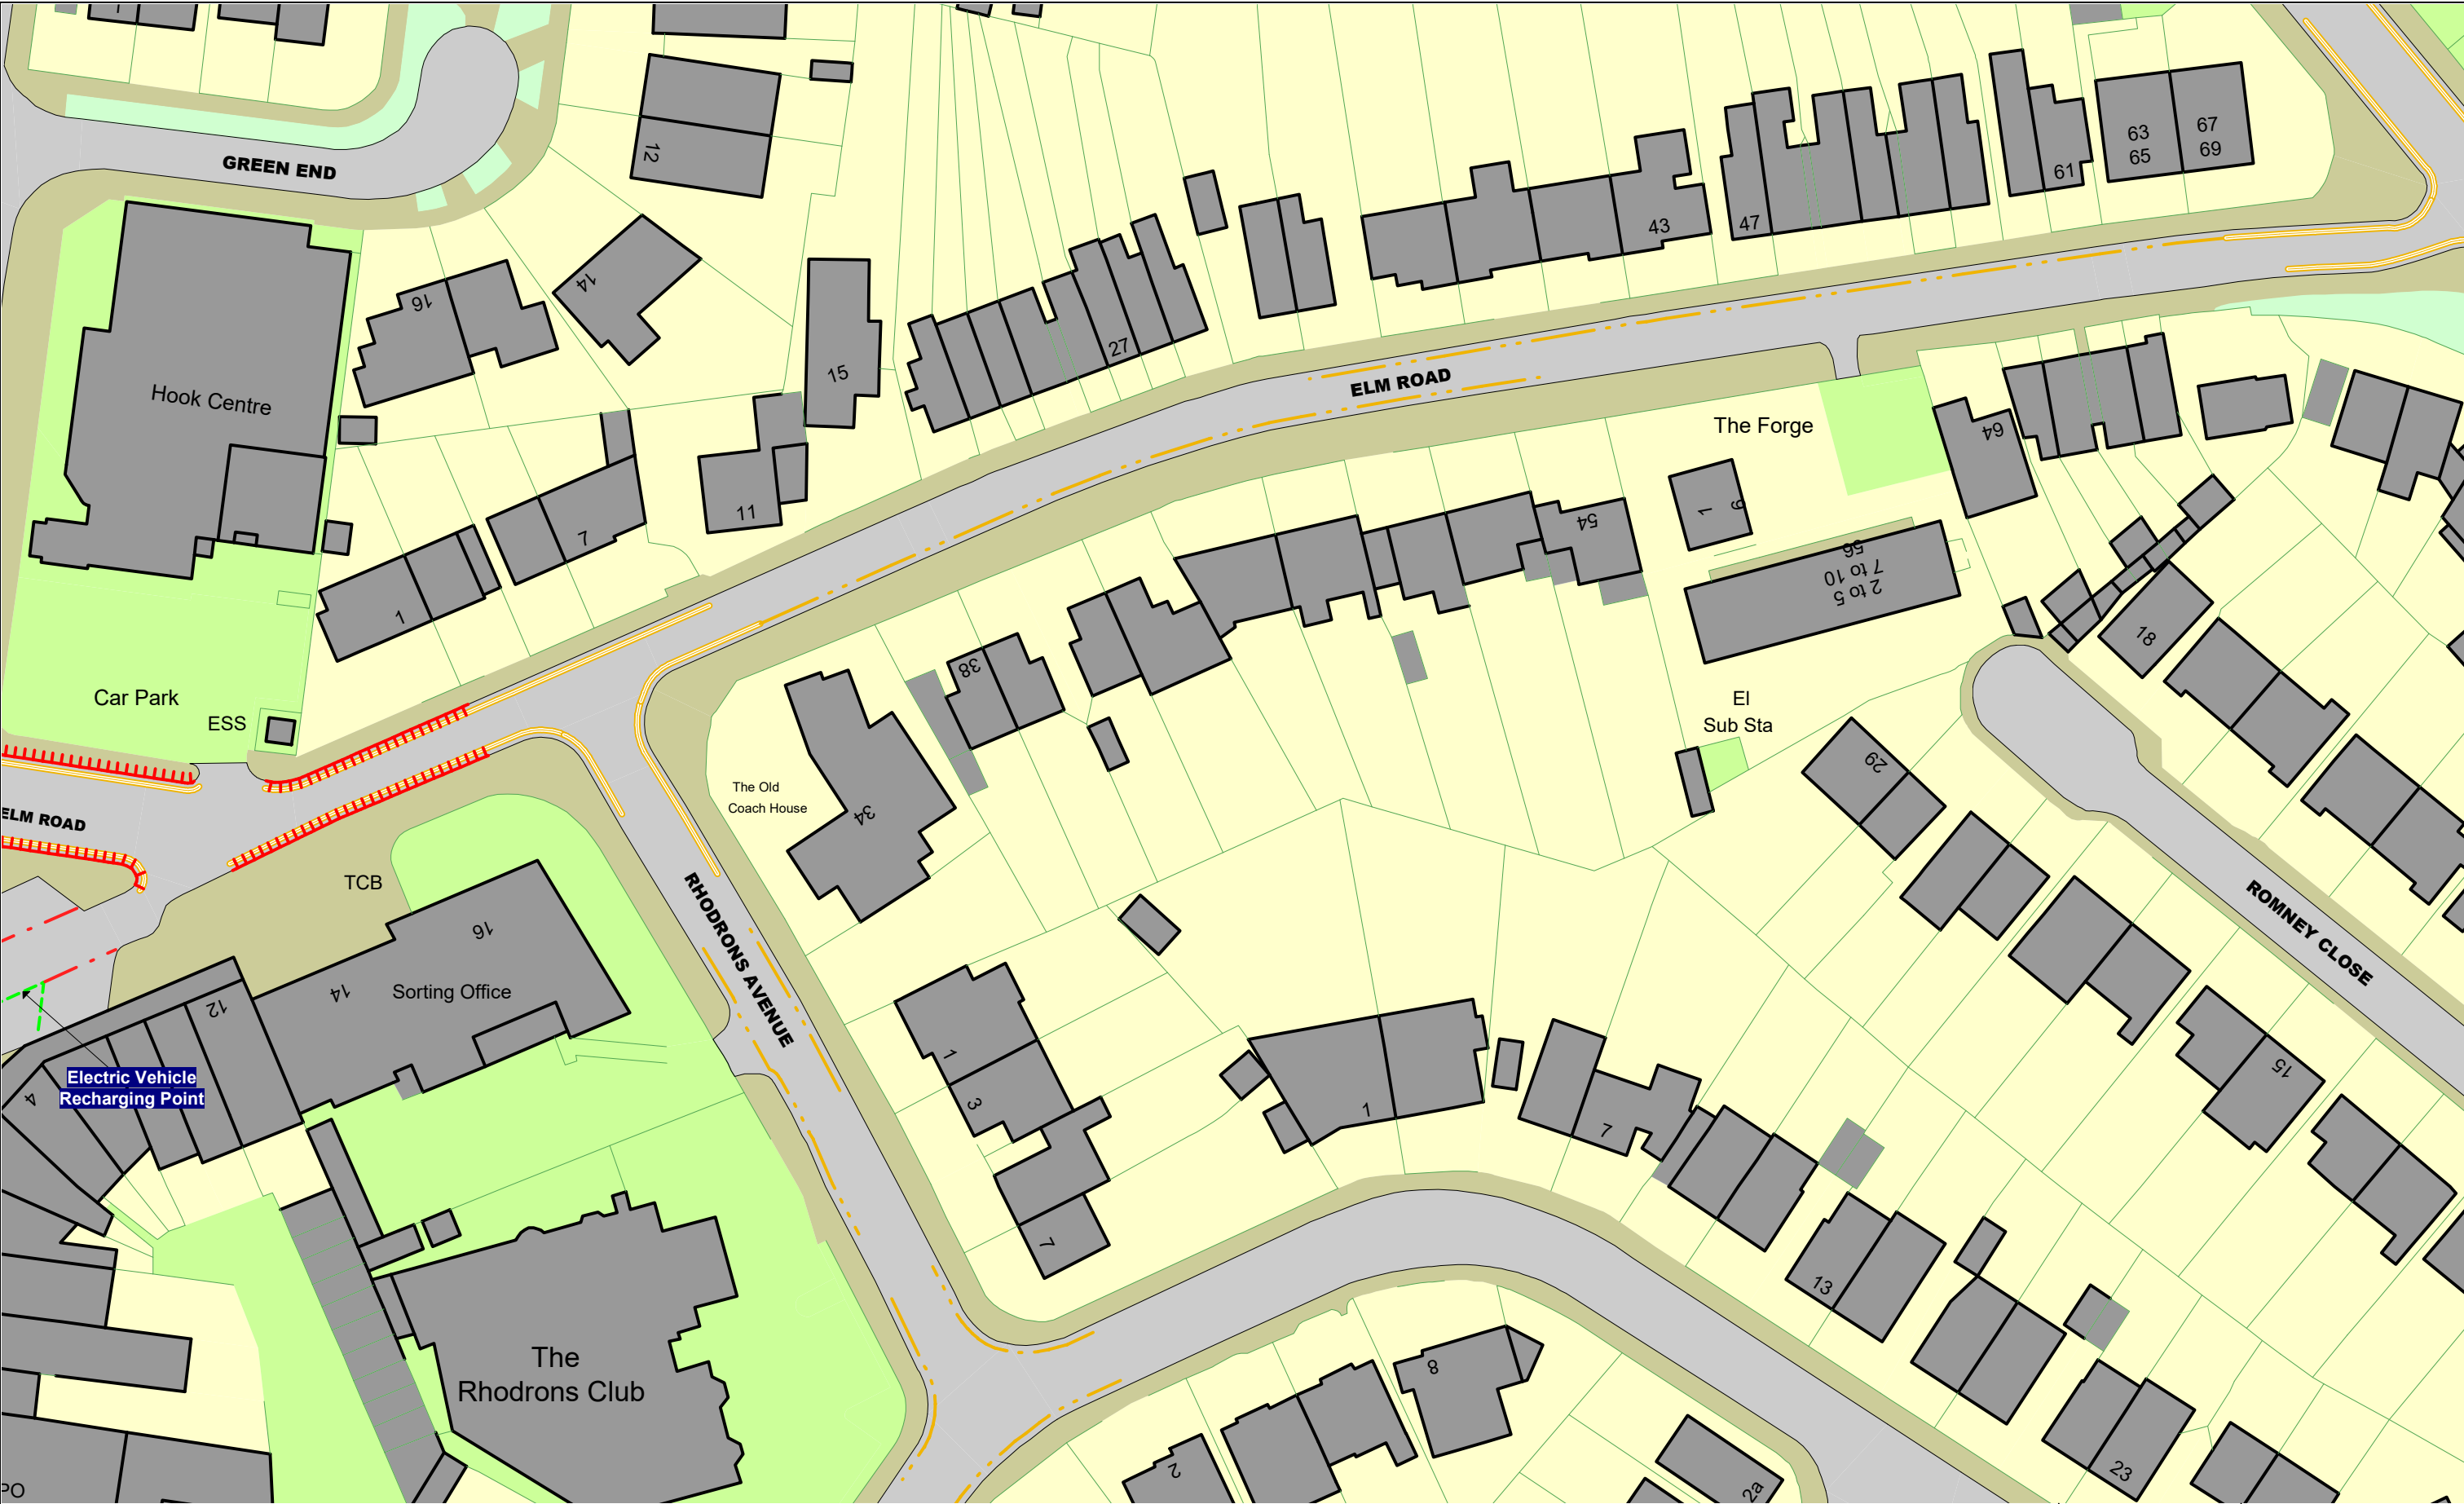 GREEN END
12
16
14
Hook Centre
15
27
43
47
61
63
65
67
69
ELM ROAD
The Forge
64
11
7
1
54
1
6
56
7 to 10
2 to 5
18
Car Park
ESS
38
El
Sub Sta
29
The Old
Coach House
34
ELM ROAD
TCB
16
14
Sorting Office
12
RHODRONS AVENUE
ROMNEY CLOSE
Electric Vehicle
Recharging Point
4
1
3
7
1
7
15
13
The
Rhodrons Club
8
2
2a
23
PO